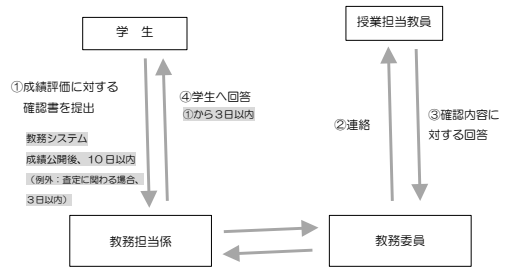 学 生
授業担当教員
①成績評価に対する
確認書を提出
教務システム
成績公開後、10日以内
（例外：査定に関わる場合、
3日以内）
④学生へ回答
①から3日以内
②連絡
③確認内容に
対する回答
教務担当係
教務委員